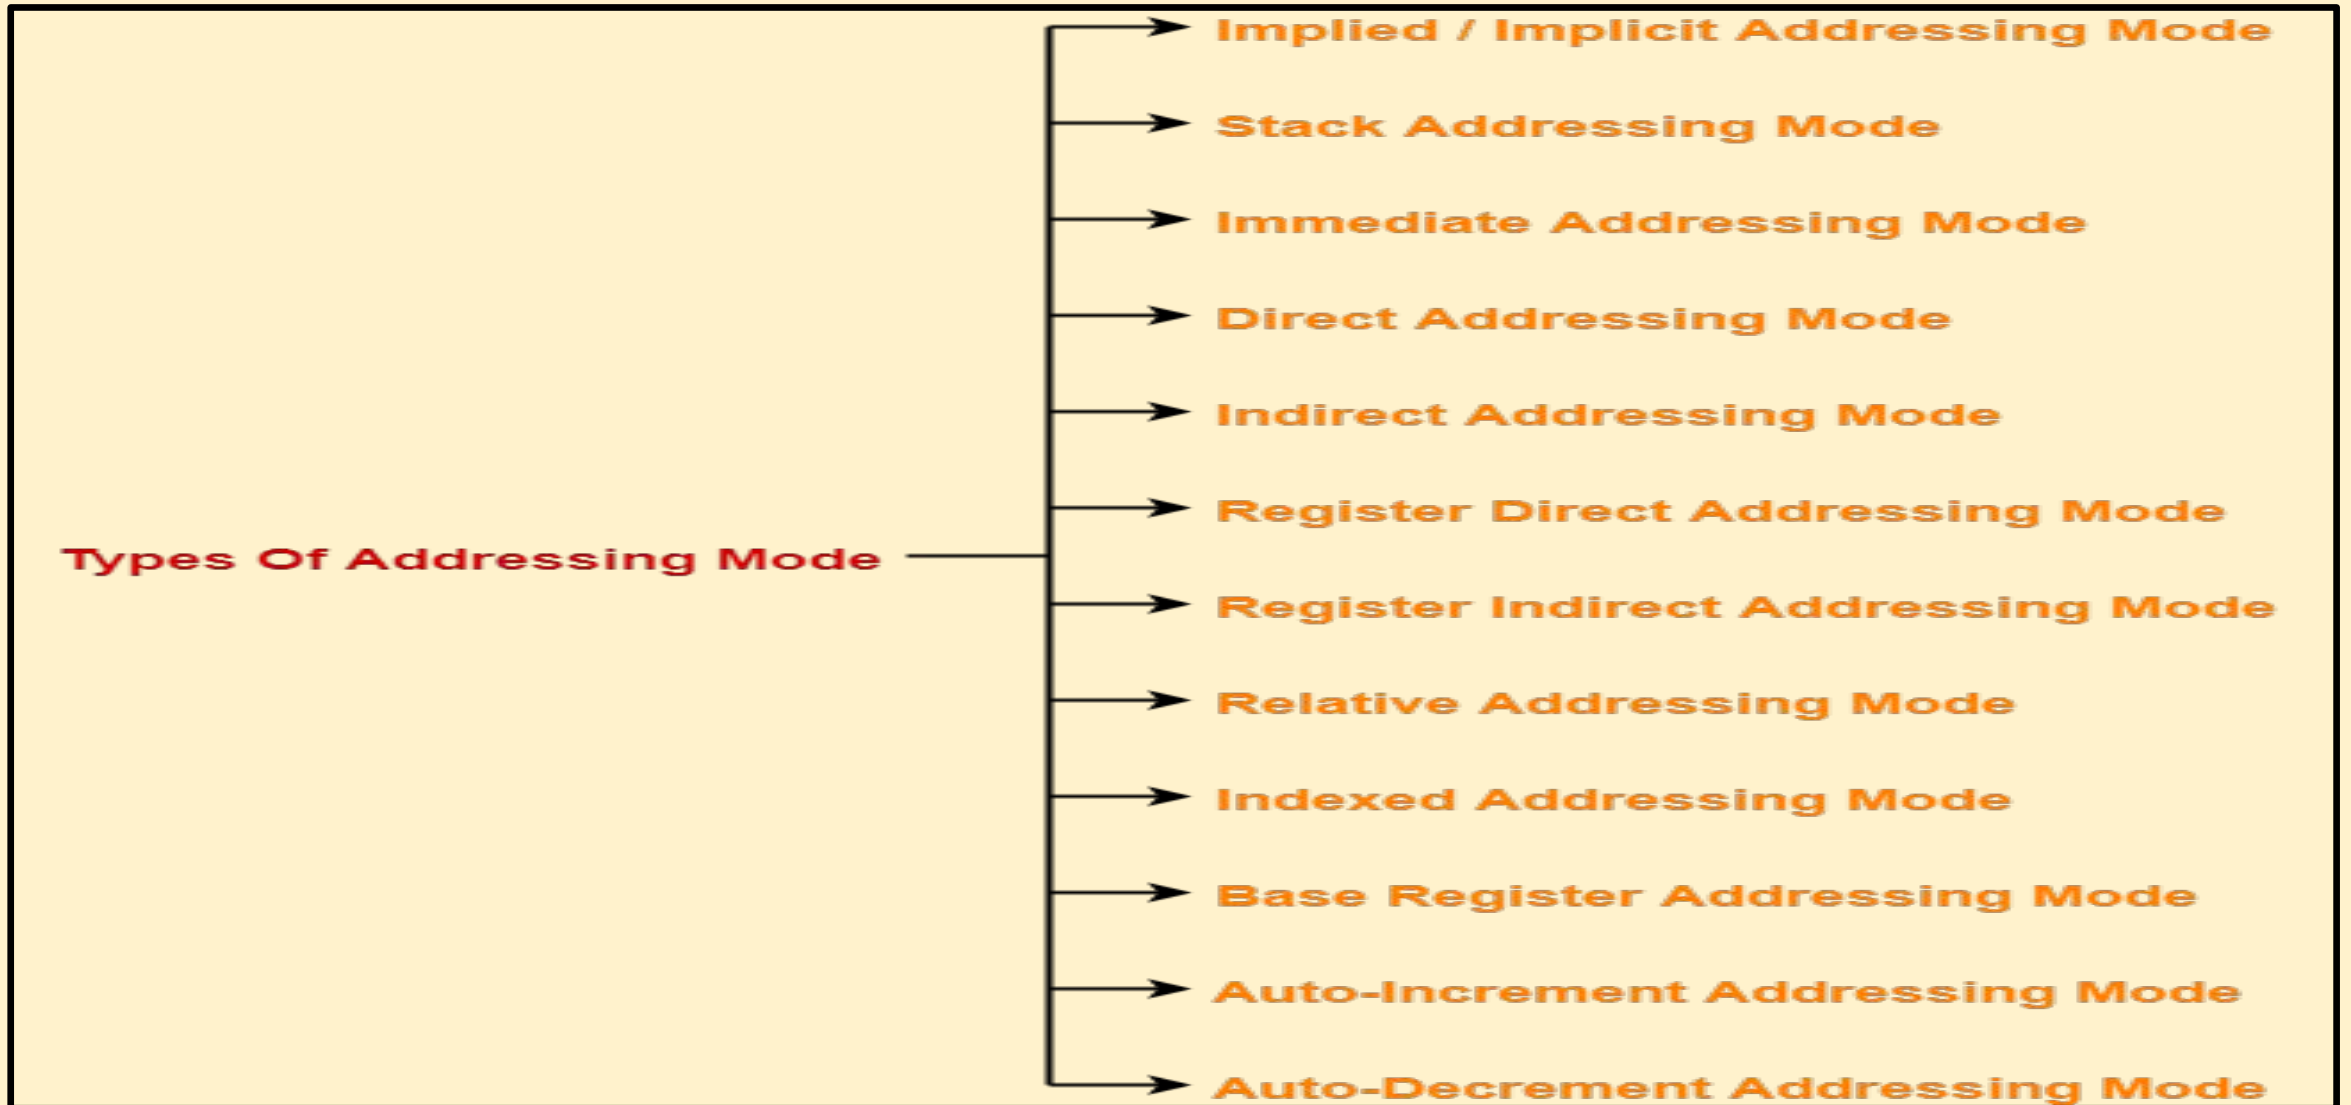 Implied / Implicit Addressing Mode
Stack Addressing Mode
Immediate Addressing Mode
Direct Addressing Mode
Indirect Addressing Mode
Register Direct Addressing Mode
Types Of Addressing Mode
Register Indirect Addressing Mode
Relative Addressing Mode
Indexed Addressing Mode
Base Register Addressing Mode
Auto-Increment Addressing Mode
Auto-Decrement Addressing Mode